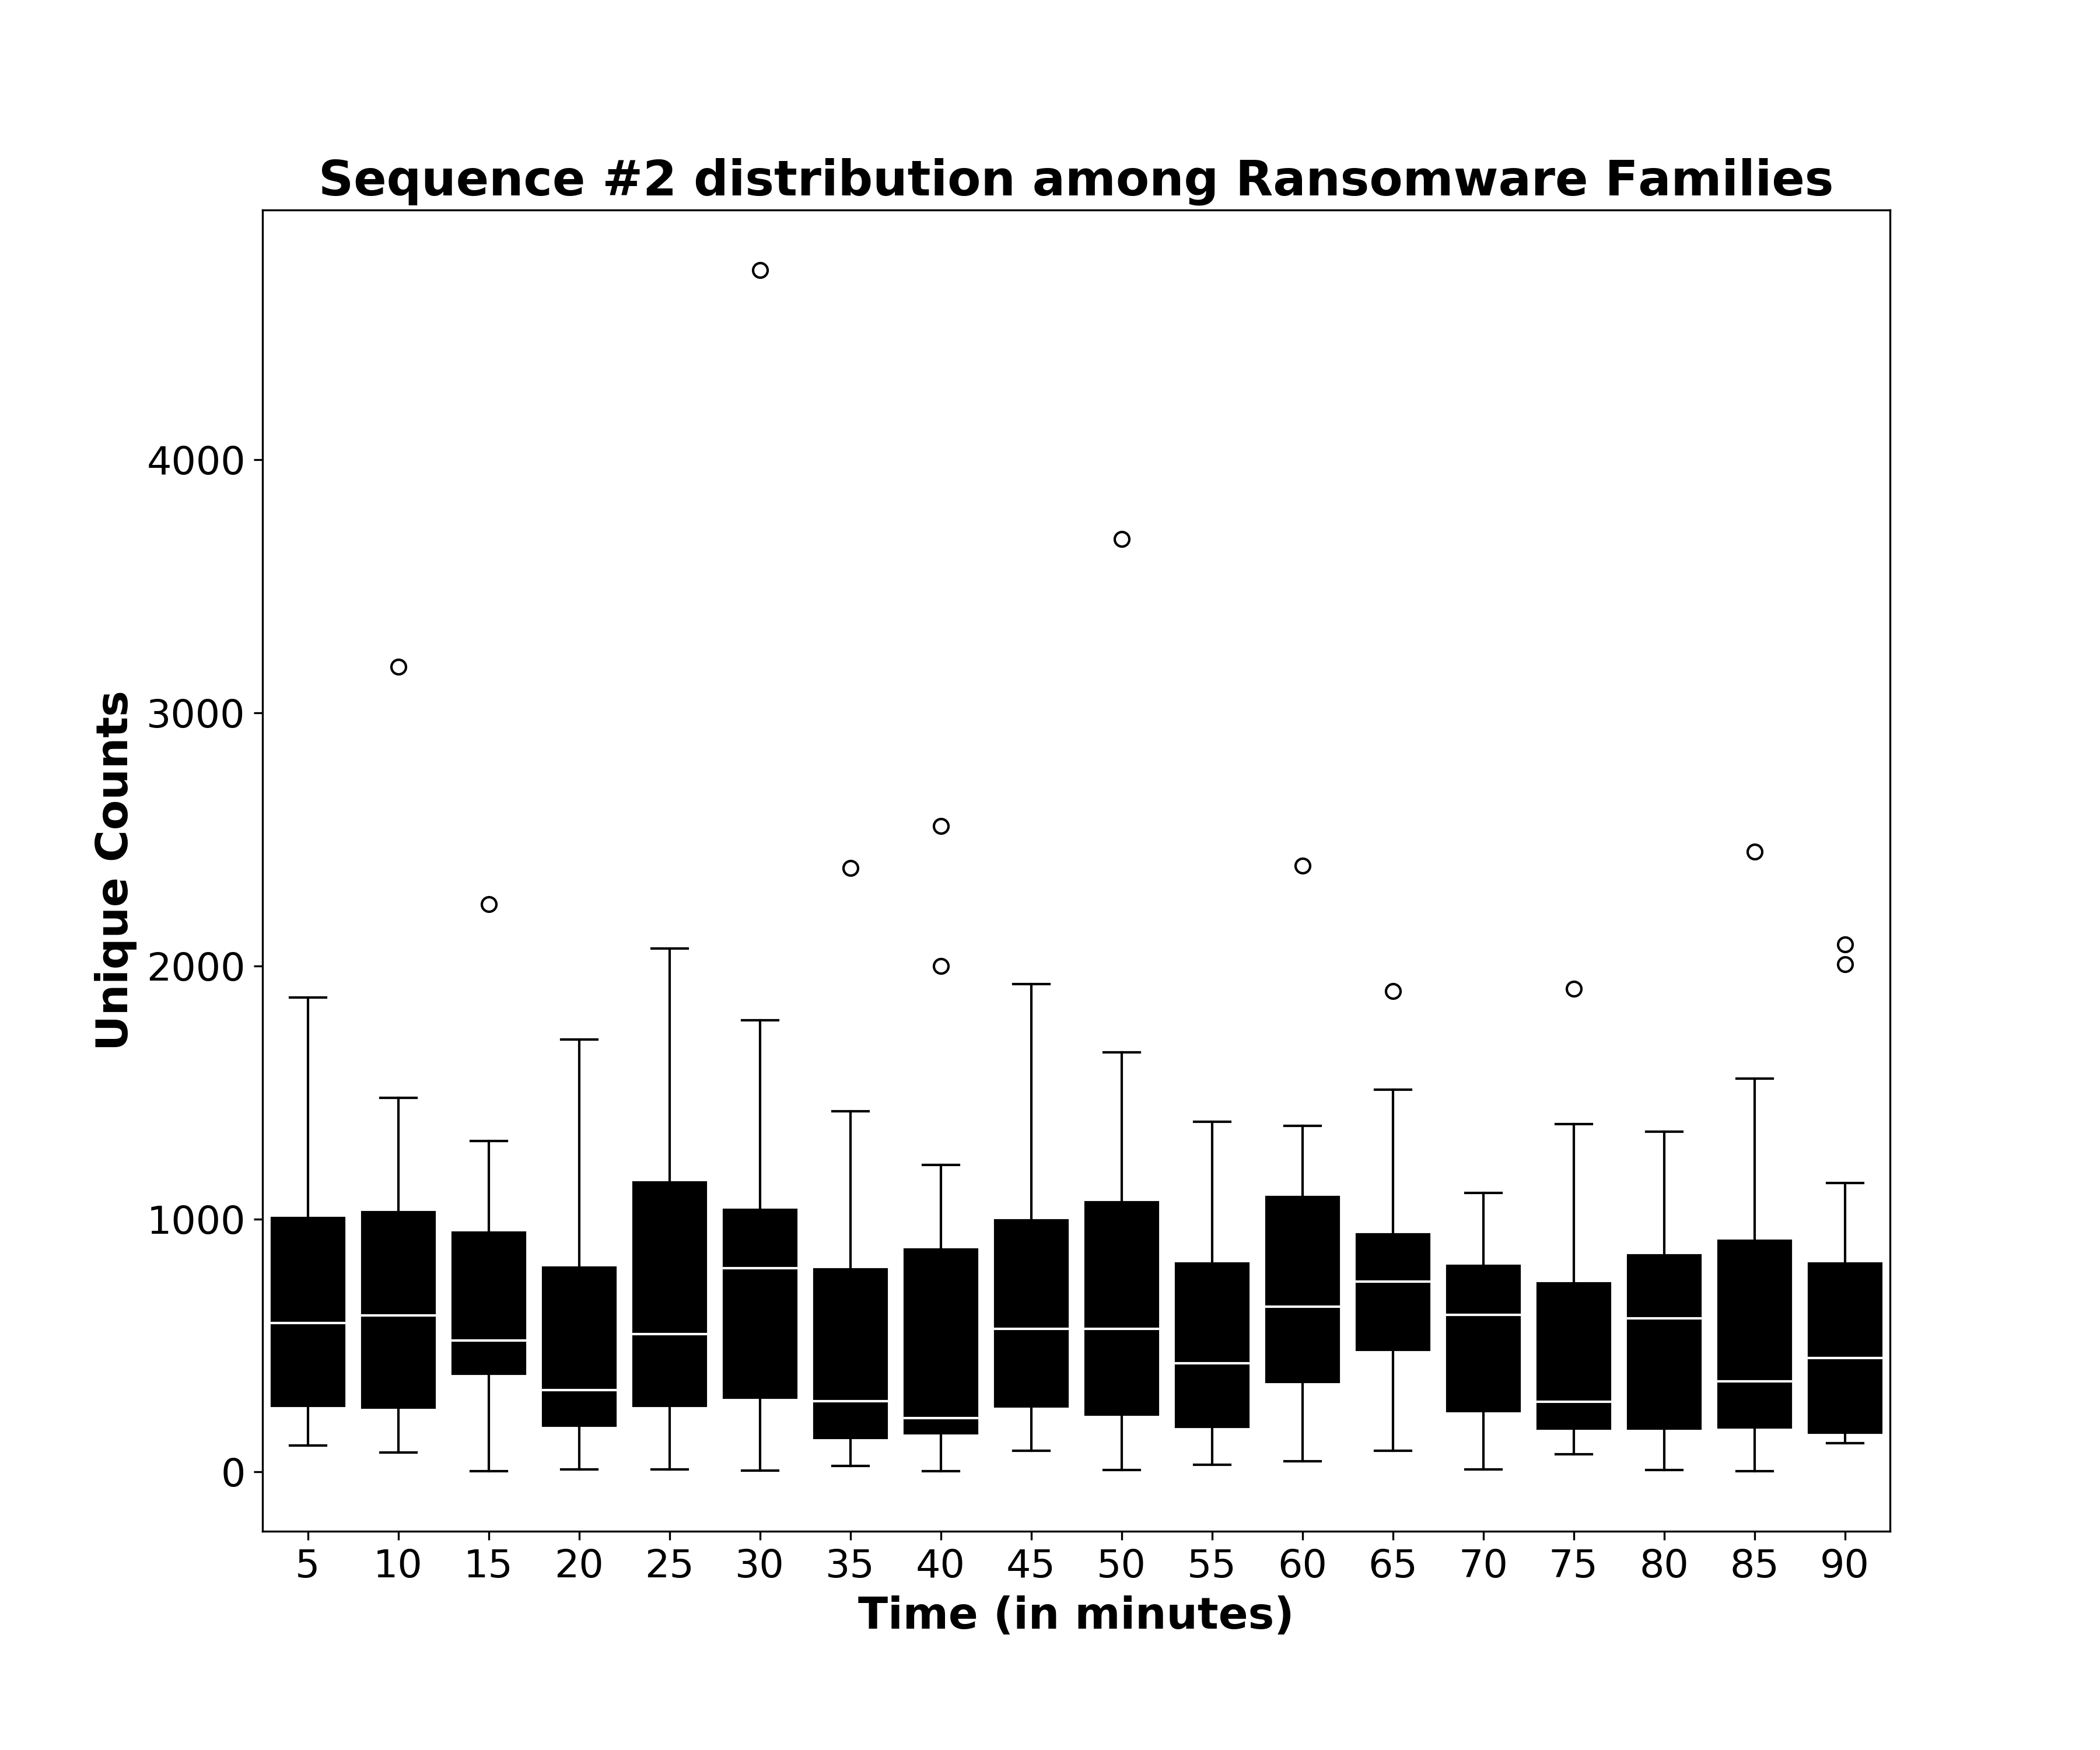 Sequence #2 distribution among Ransomware Families
Unique Counts
4000
3000
2000
1000
0
5 10 15 20 25 30 35 40 45 50 55 60 65 70 75 80 85 90
Time (in minutes)